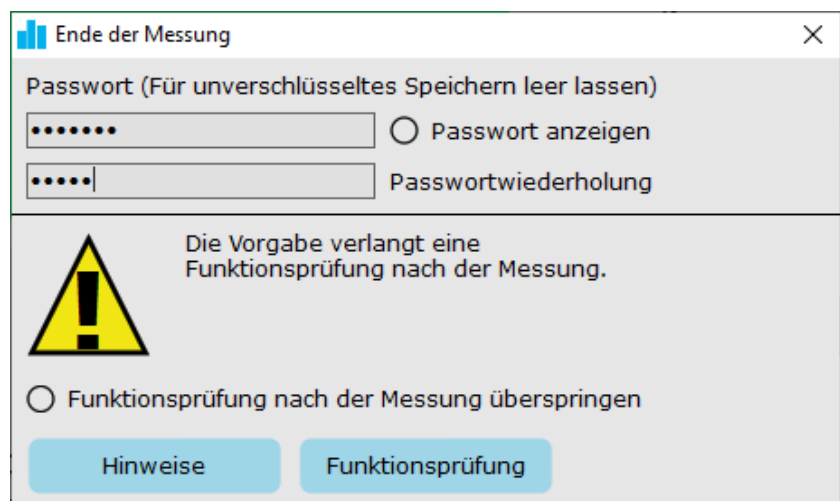 Ende der Messung
Passwort (Für unverschlüsseltes Speichern leer lassen)
••••••• Passwort anzeigen
••••• Passwortwiederholung
Die Vorgabe verlangt eine
Funktionsprüfung nach der Messung.
Funktionsprüfung nach der Messung überspringen
Hinweise Funktionsprüfung